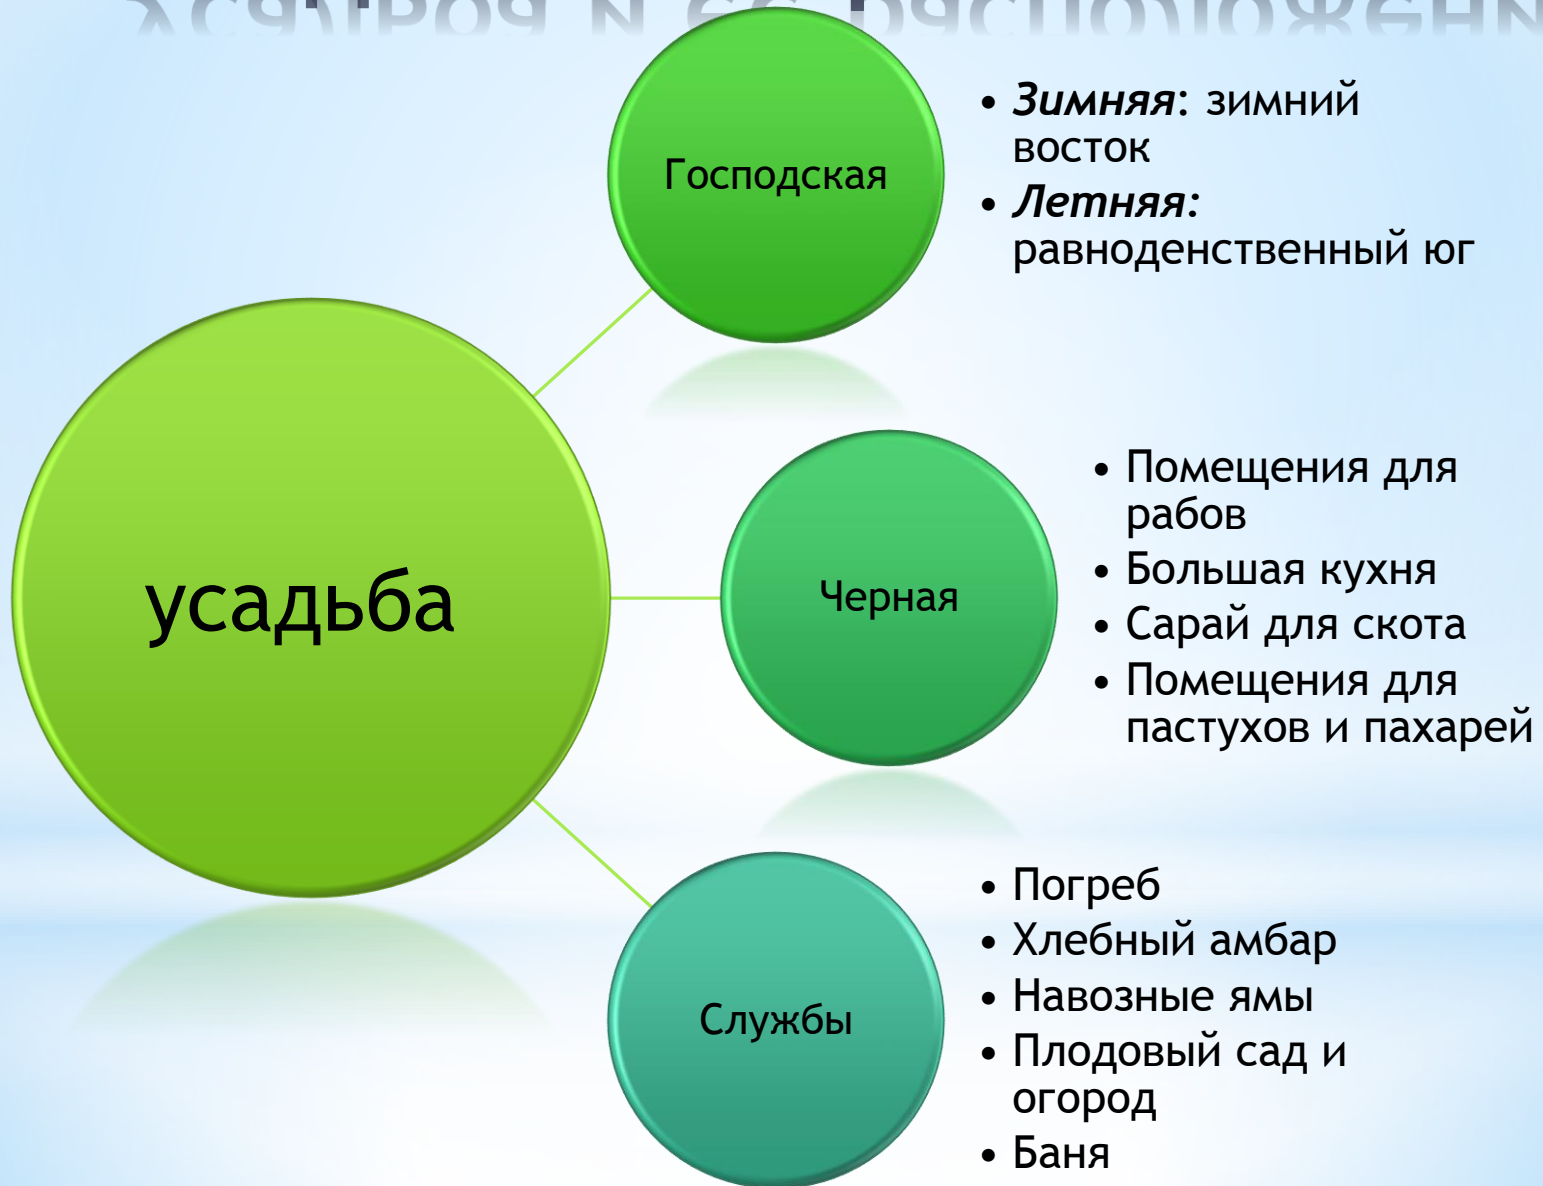 усадьба
Господская
• Зимняя: зимний
восток
• Летняя:
равноденственный юг
Черная
• Помещения для
рабов
• Большая кухня
• Сарай для скота
• Помещения для
пастухов и пахарей
Службы
• Погреб
• Хлебный амбар
• Навозные ямы
• Плодовый сад и
огород
• Баня